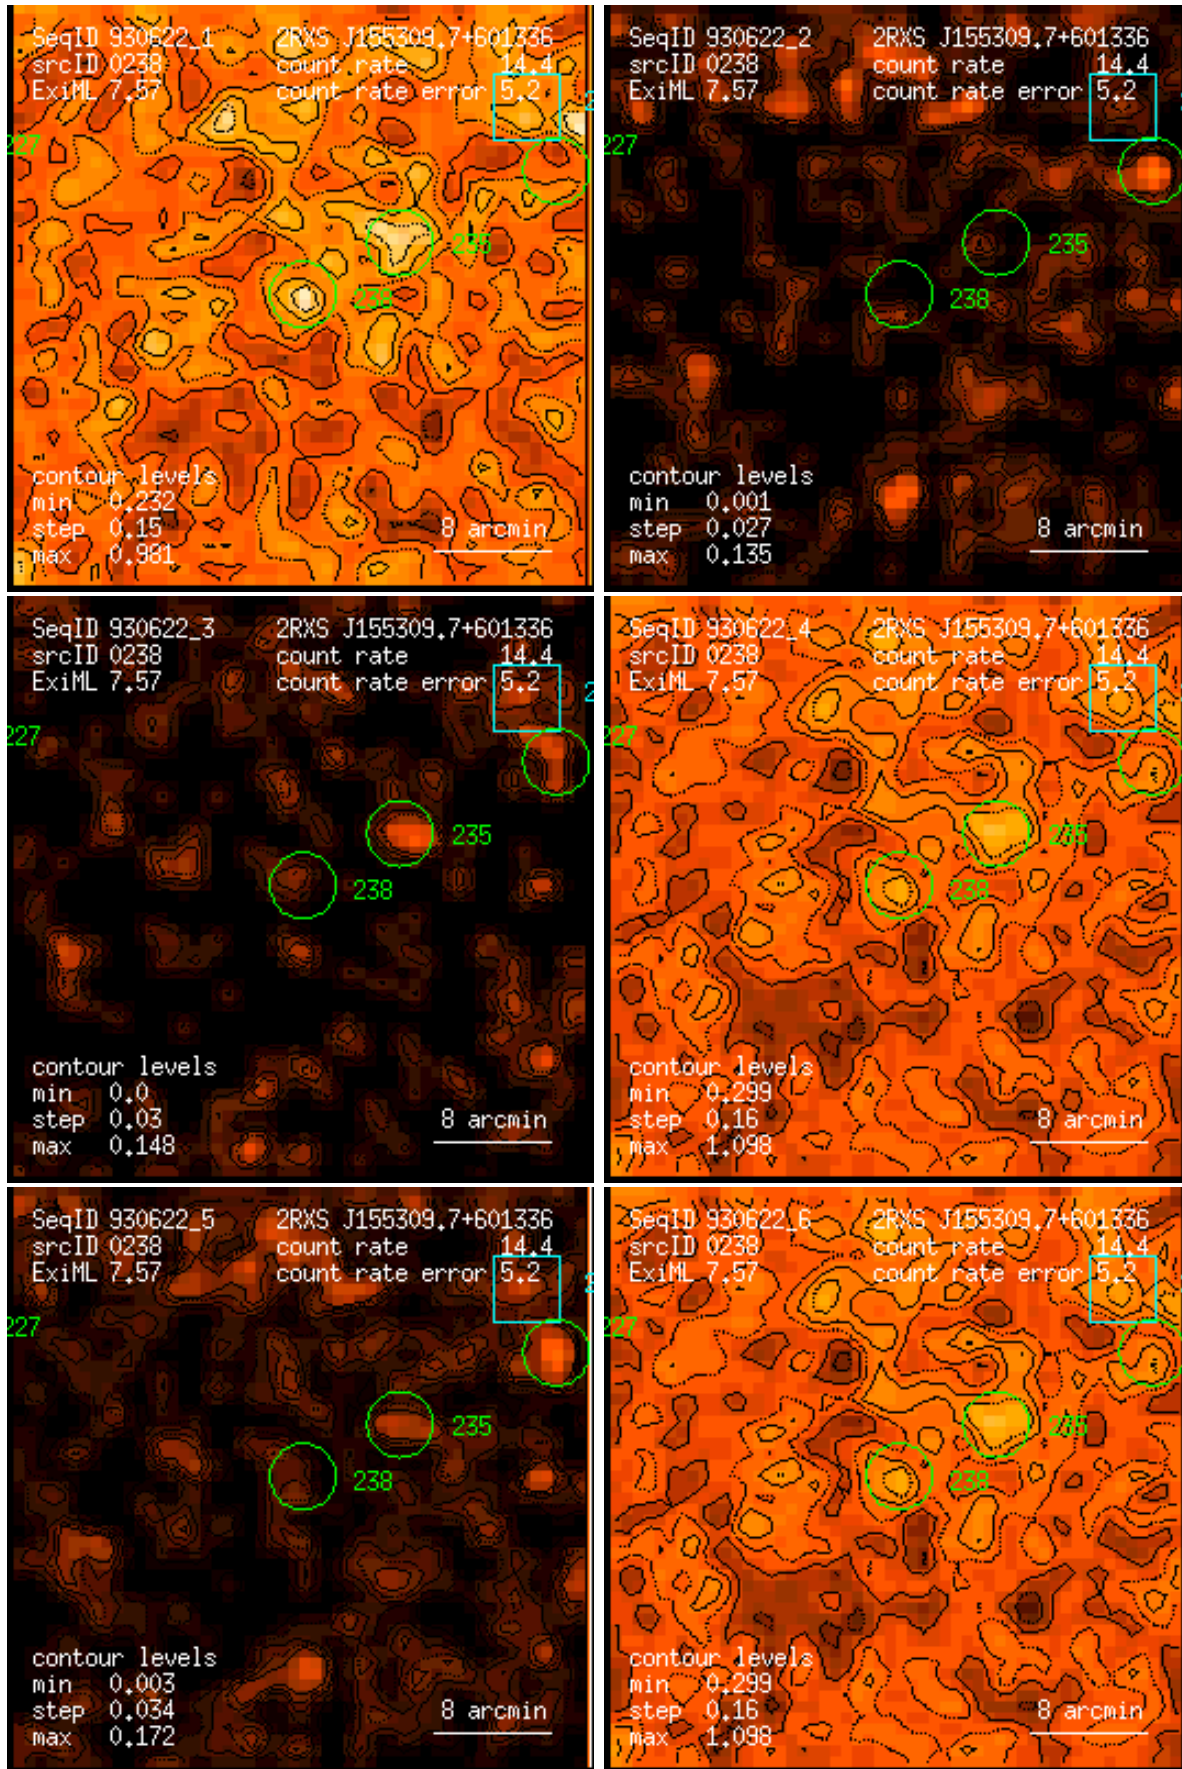 SeqID 930622_1 2RXS J155309.7+601336
srcID 0238 count rate 14.4
ExiML 7.57 count rate error 5.2
227
235
238
contour levels
min 0.232
step 0.15 8 arcmin
max 0.981
SeqID 930622_2 2RXS J155309.7+601336
srcID 0238 count rate 14.4
ExiML 7.57 count rate error 5.2
227
235
238
contour levels
min 0.001
step 0.027 8 arcmin
max 0.135
SeqID 930622_3 2RXS J155309.7+601336
srcID 0238 count rate 14.4
ExiML 7.57 count rate error 5.2
227
235
238
contour levels
min 0.0
step 0.03 8 arcmin
max 0.148
SeqID 930622_4 2RXS J155309.7+601336
srcID 0238 count rate 14.4
ExiML 7.57 count rate error 5.2
227
235
238
contour levels
min 0.299
step 0.16 8 arcmin
max 1.098
SeqID 930622_5 2RXS J155309.7+601336
srcID 0238 count rate 14.4
ExiML 7.57 count rate error 5.2
227
235
238
contour levels
min 0.003
step 0.034 8 arcmin
max 0.172
SeqID 930622_6 2RXS J155309.7+601336
srcID 0238 count rate 14.4
ExiML 7.57 count rate error 5.2
227
235
238
contour levels
min 0.299
step 0.16 8 arcmin
max 1.098